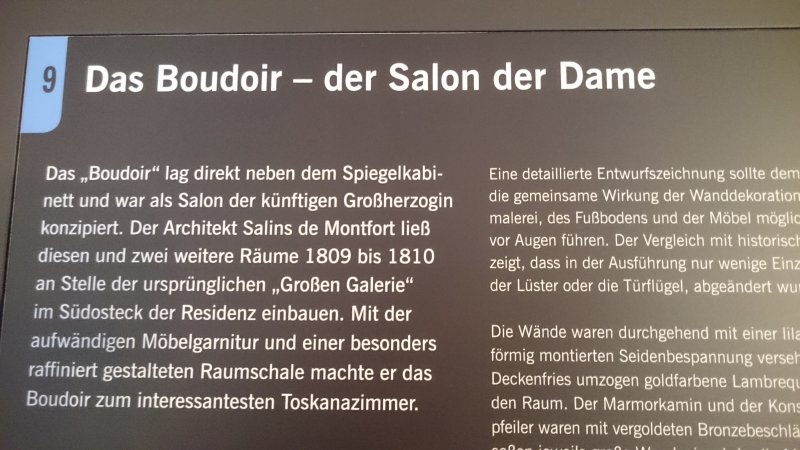 9
Das Boudoir – der Salon der Dame
Das „Boudoir“ lag direkt neben dem Spiegelkabi-
nett und war als Salon der künftigen Großherzogin
konzipiert. Der Architekt Salins de Montfort ließ
diesen und zwei weitere Räume 1809 bis 1810
an Stelle der ursprünglichen „Großen Galerie“
im Südosteck der Residenz einbauen. Mit der
aufwändigen Möbelgarnitur und einer besonders
raffiniert gestalteten Raumschale machte er das
Boudoir zum interessantesten Toskanazimmer.
Eine detaillierte Entwurfszeichnung sollte dem
die gemeinsame Wirkung der Wanddekoration
malerei, des Fußbodens und der Möbel möglic
vor Augen führen. Der Vergleich mit historisch
zeigt, dass in der Ausführung nur wenige Einz
der Lüster oder die Türflügel, abgeändert wu
Die Wände waren durchgehend mit einer lila
förmig montierten Seidenbespannung verseh
Deckenfries umzogen goldfarbene Lambrequ
den Raum. Der Marmorkamin und der Kons
pfeiler waren mit vergoldeten Bronzebeschlä